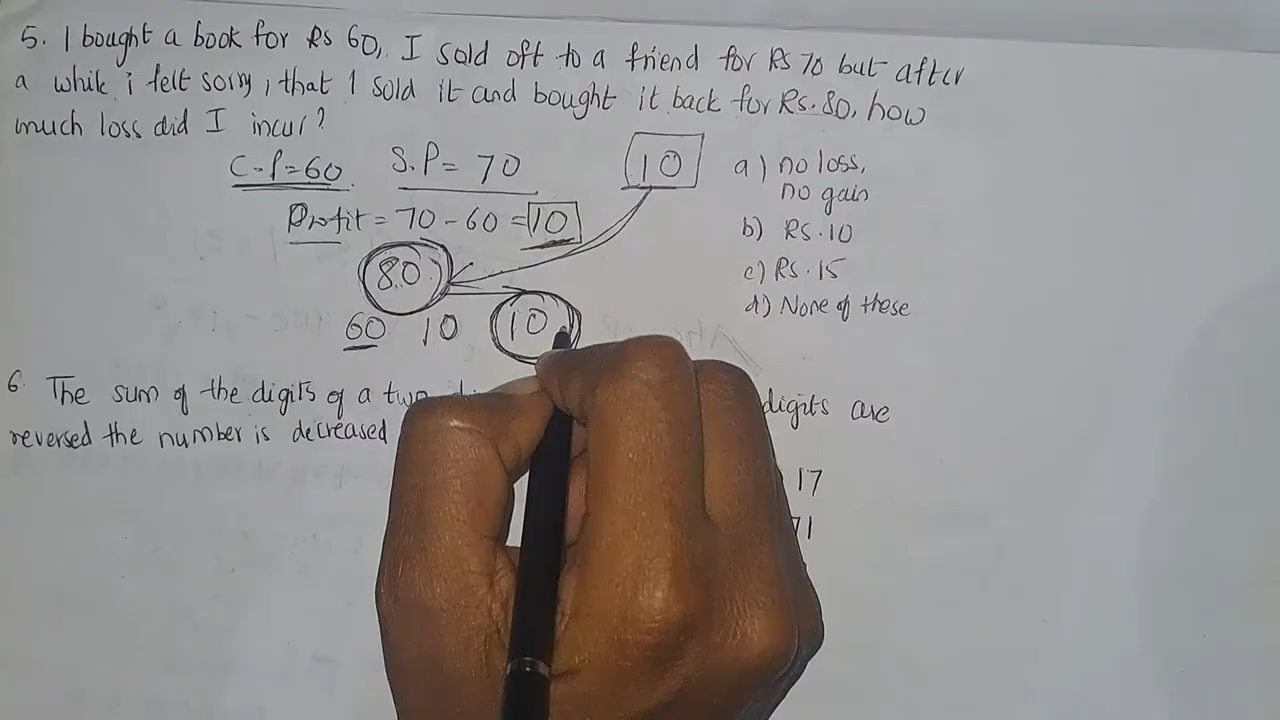 5. I bought a book for Rs 60, I sold off to a friend for Rs 70 but after
a while i felt sorry, that I sold it and bought it back for Rs.80, how
much loss did I incur?
C.P=60 S.P= 70 10
Profit = 70 - 60 = 10
80
60 10 10
a) no loss,
no gain
b) Rs.10
c) Rs.15
d) None of these
6. The sum of the digits of a two digits are
reversed the number is decreased
17
71